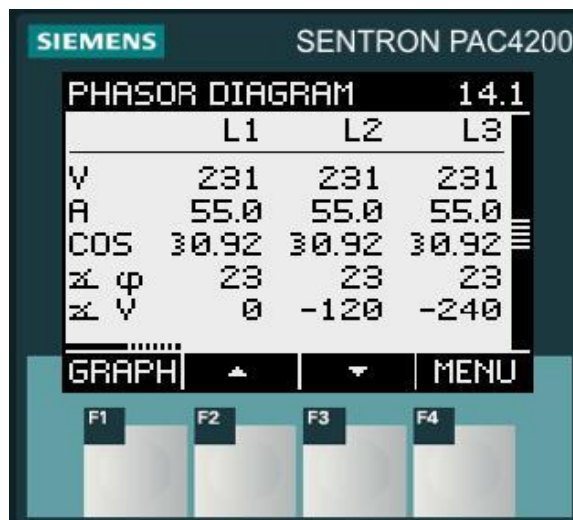 SIEMENS SENTRON PAC4200
PHASOR DIAGRAM 14.1
L1 L2 L3
V 231 231 231
A 55.0 55.0 55.0
COS 0.92 0.92 0.92
∡ φ 23 23 23
∡ V 0 -120 -240
GRAPH ▲ ▼ MENU
F1 F2 F3 F4